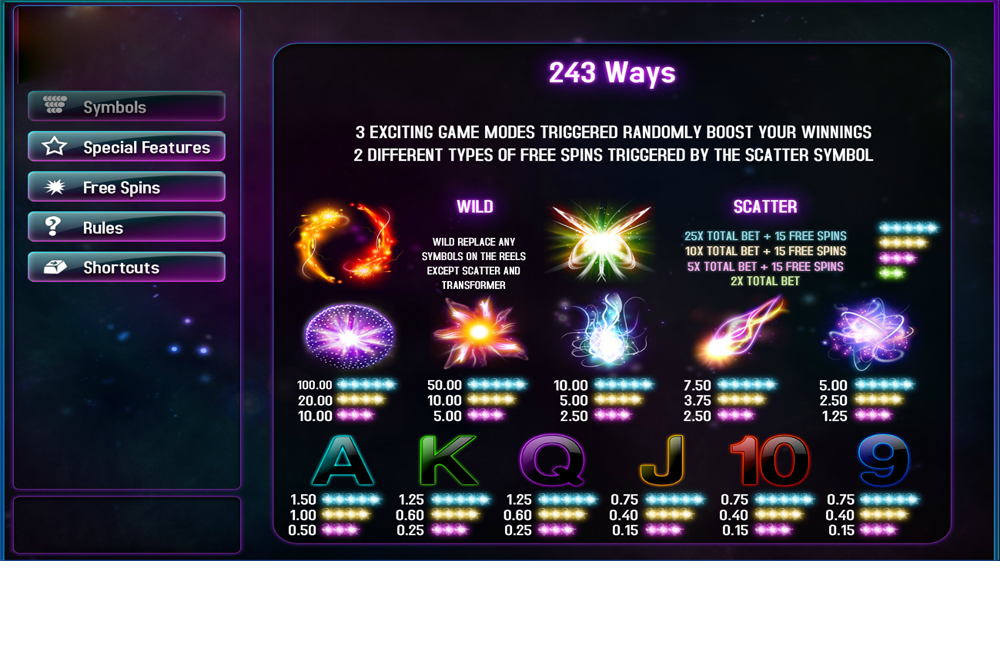 243 Ways
Symbols
Special Features
Free Spins
Rules
Shortcuts
3 EXCITING GAME MODES TRIGGERED RANDOMLY BOOST YOUR WINNINGS
2 DIFFERENT TYPES OF FREE SPINS TRIGGERED BY THE SCATTER SYMBOL
WILD
WILD REPLACE ANY
SYMBOLS ON THE REELS
EXCEPT SCATTER AND
TRANSFORMER
SCATTER
25X TOTAL BET + 15 FREE SPINS
10X TOTAL BET + 15 FREE SPINS
5X TOTAL BET + 15 FREE SPINS
2X TOTAL BET
100.00 50.00 10.00 7.50 5.00
20.00 10.00 5.00 3.75 2.50
10.00 5.00 2.50 2.50 1.25
A K Q J 10 9
1.50 1.25 1.25 0.75 0.75 0.75
1.00 0.60 0.60 0.40 0.40 0.40
0.50 0.25 0.25 0.15 0.15 0.15